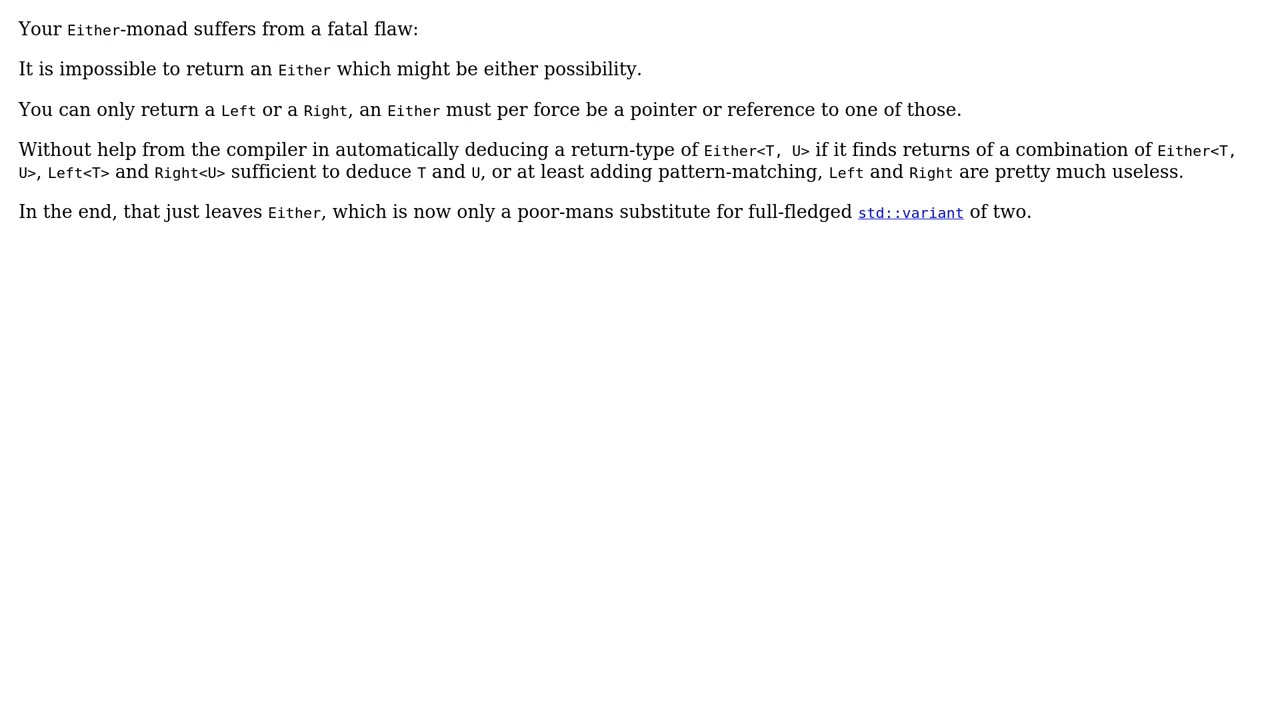 Your Either-monad suffers from a fatal flaw:
It is impossible to return an Either which might be either possibility.
You can only return a Left or a Right, an Either must per force be a pointer or reference to one of those.
Without help from the compiler in automatically deducing a return-type of Either<T, U> if it finds returns of a combination of Either<T,
U>, Left<T> and Right<U> sufficient to deduce T and U, or at least adding pattern-matching, Left and Right are pretty much useless.
In the end, that just leaves Either, which is now only a poor-mans substitute for full-fledged std::variant of two.